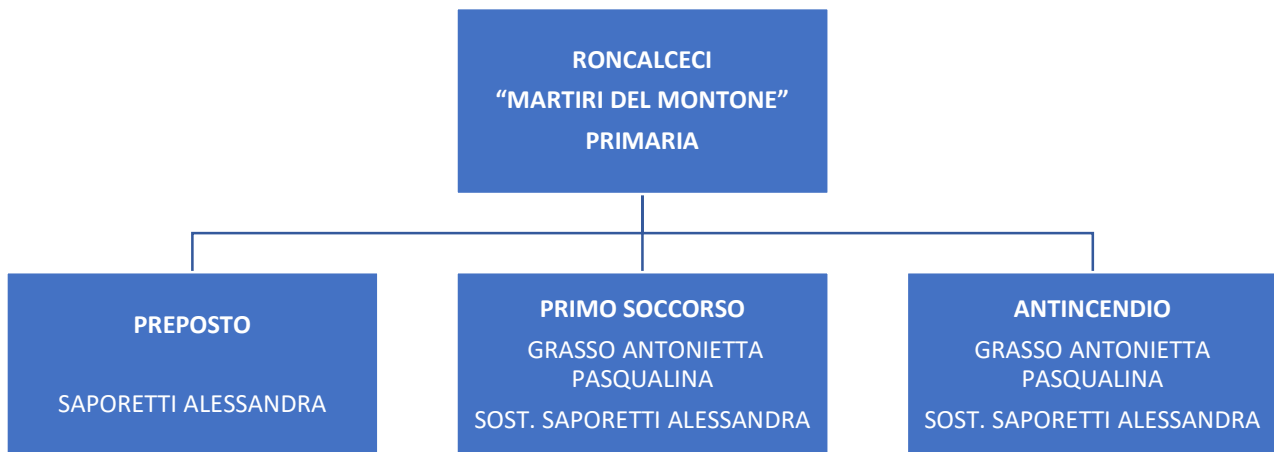 RONCALCECI
“MARTIRI DEL MONTONE”
PRIMARIA
PREPOSTO
SAPORETTI ALESSANDRA
PRIMO SOCCORSO
GRASSO ANTONIETTA
PASQUALINA
SOST. SAPORETTI ALESSANDRA
ANTINCENDIO
GRASSO ANTONIETTA
PASQUALINA
SOST. SAPORETTI ALESSANDRA